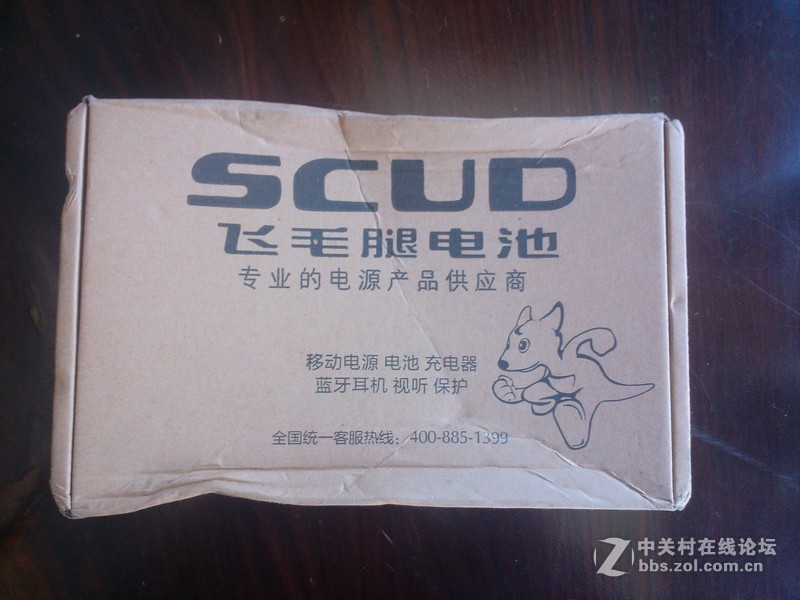 SCUD
飞毛腿电池
专业的电源产品供应商
移动电源 电池 充电器
蓝牙耳机 视听 保护
全国统一客服热线：400-885-1399
中关村在线论坛
bbs.zol.com.cn